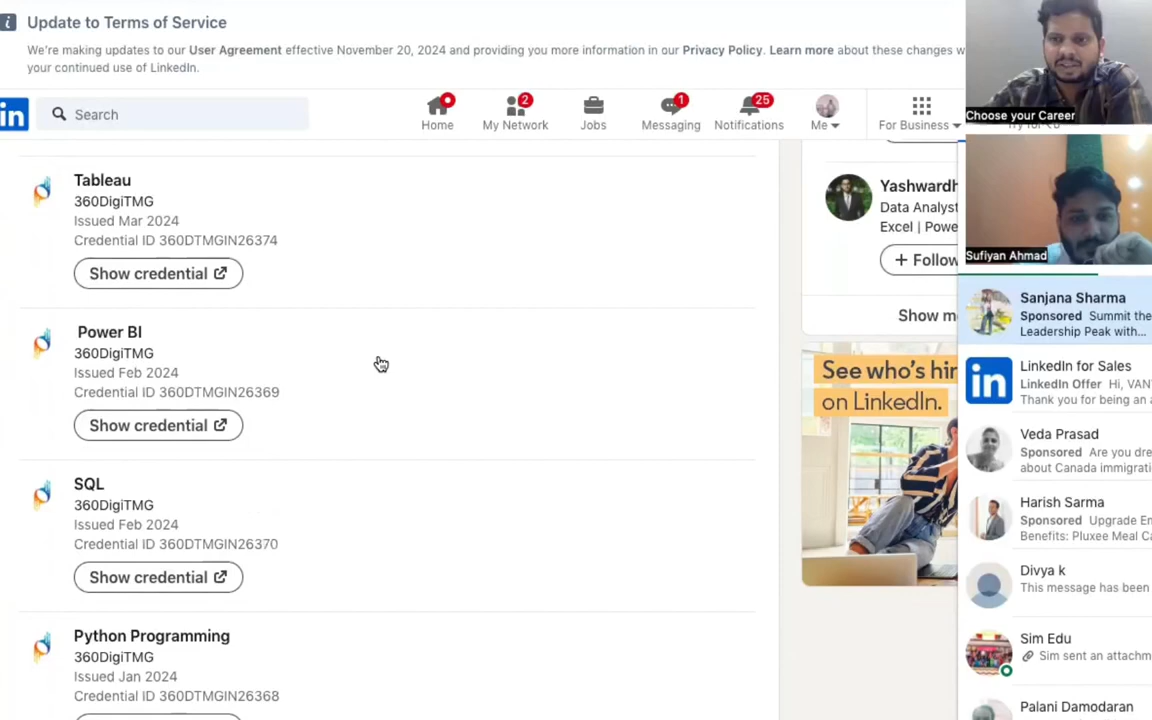 Update to Terms of Service
We're making updates to our User Agreement effective November 20, 2024 and providing you more information in our Privacy Policy. Learn more about these changes w
your continued use of LinkedIn.
in
Search
2
1
25
Home
My Network
Jobs
Messaging
Notifications
Me
For Business
Tableau
360DigiTMG
Issued Mar 2024
Credential ID 360DTMGIN26374
Show credential
Power BI
360DigiTMG
Issued Feb 2024
Credential ID 360DTMGIN26369
Show credential
SQL
360DigiTMG
Issued Feb 2024
Credential ID 360DTMGIN26370
Show credential
Python Programming
360DigiTMG
Issued Jan 2024
Credential ID 360DTMGIN26368
Yashwardh
Data Analyst
Excel | Powe
+ Follow
Show m
See who's hir
on LinkedIn.
Choose your Career
Sufiyan Ahmad
Sanjana Sharma
Sponsored Summit the
Leadership Peak with...
in
LinkedIn for Sales
LinkedIn Offer Hi, VAN
Thank you for being an
Veda Prasad
Sponsored Are you dre
about Canada immigrati
Harish Sarma
Sponsored Upgrade Em
Benefits: Pluxee Meal Ca
Divya k
This message has been
Sim Edu
Sim sent an attachm
Palani Damodaran